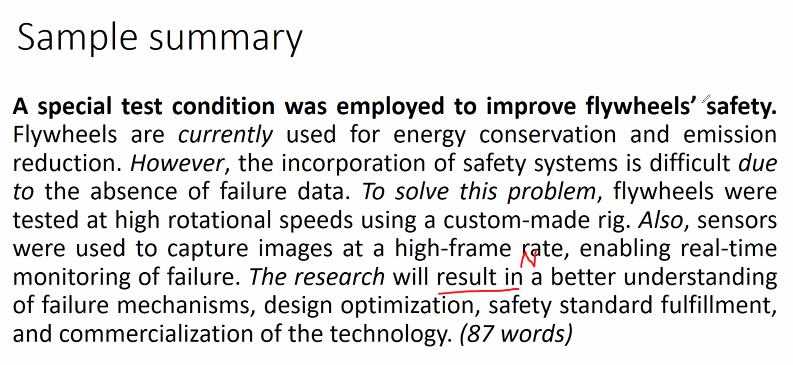 Sample summary
A special test condition was employed to improve flywheels’ safety.
Flywheels are currently used for energy conservation and emission
reduction. However, the incorporation of safety systems is difficult due
to the absence of failure data. To solve this problem, flywheels were
tested at high rotational speeds using a custom-made rig. Also, sensors
were used to capture images at a high-frame rate, enabling real-time
N
monitoring of failure. The research will result in a better understanding
of failure mechanisms, design optimization, safety standard fulfillment,
and commercialization of the technology. (87 words)